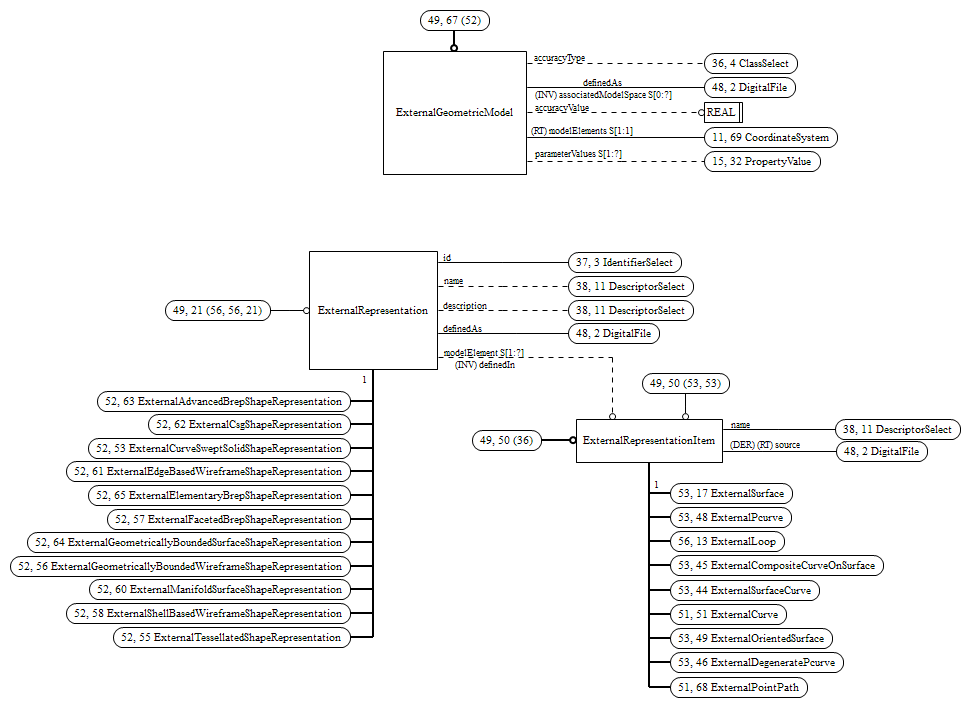 49, 67 (52)
ExternalGeometricModel
accuracyType
36, 4 ClassSelect
definedAs
48, 2 DigitalFile
(INV) associatedModelSpace S[0:?]
accuracyValue
REAL
(RT) modelElements S[1:1]
11, 69 CoordinateSystem
parameterValues S[1:?]
15, 32 PropertyValue
49, 21 (56, 56, 21)
ExternalRepresentation
id
37, 3 IdentifierSelect
name
38, 11 DescriptorSelect
description
38, 11 DescriptorSelect
definedAs
48, 2 DigitalFile
modelElement S[1:?]
(INV) definedIn
1
52, 63 ExternalAdvancedBrepShapeRepresentation
52, 62 ExternalCsgShapeRepresentation
52, 53 ExternalCurveSweptSolidShapeRepresentation
52, 61 ExternalEdgeBasedWireframeShapeRepresentation
52, 65 ExternalElementaryBrepShapeRepresentation
52, 57 ExternalFacetedBrepShapeRepresentation
52, 64 ExternalGeometricallyBoundedSurfaceShapeRepresentation
52, 56 ExternalGeometricallyBoundedWireframeShapeRepresentation
52, 60 ExternalManifoldSurfaceShapeRepresentation
52, 58 ExternalShellBasedWireframeShapeRepresentation
52, 55 ExternalTessellatedShapeRepresentation
49, 50 (53, 53)
49, 50 (36)
ExternalRepresentationItem
name
38, 11 DescriptorSelect
(DER) (RT) source
48, 2 DigitalFile
1
53, 17 ExternalSurface
53, 48 ExternalPcurve
56, 13 ExternalLoop
53, 45 ExternalCompositeCurveOnSurface
53, 44 ExternalSurfaceCurve
51, 51 ExternalCurve
53, 49 ExternalOrientedSurface
53, 46 ExternalDegeneratePcurve
51, 68 ExternalPointPath